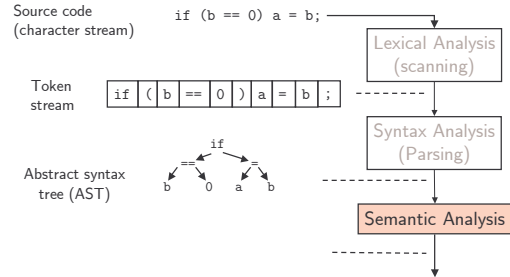 Source code
(character stream)
if (b == 0) a = b;
Lexical Analysis
(scanning)
Token
stream
if ( b == 0 ) a = b ;
Syntax Analysis
(Parsing)
Abstract syntax
tree (AST)
if
== =
b 0 a b
Semantic Analysis